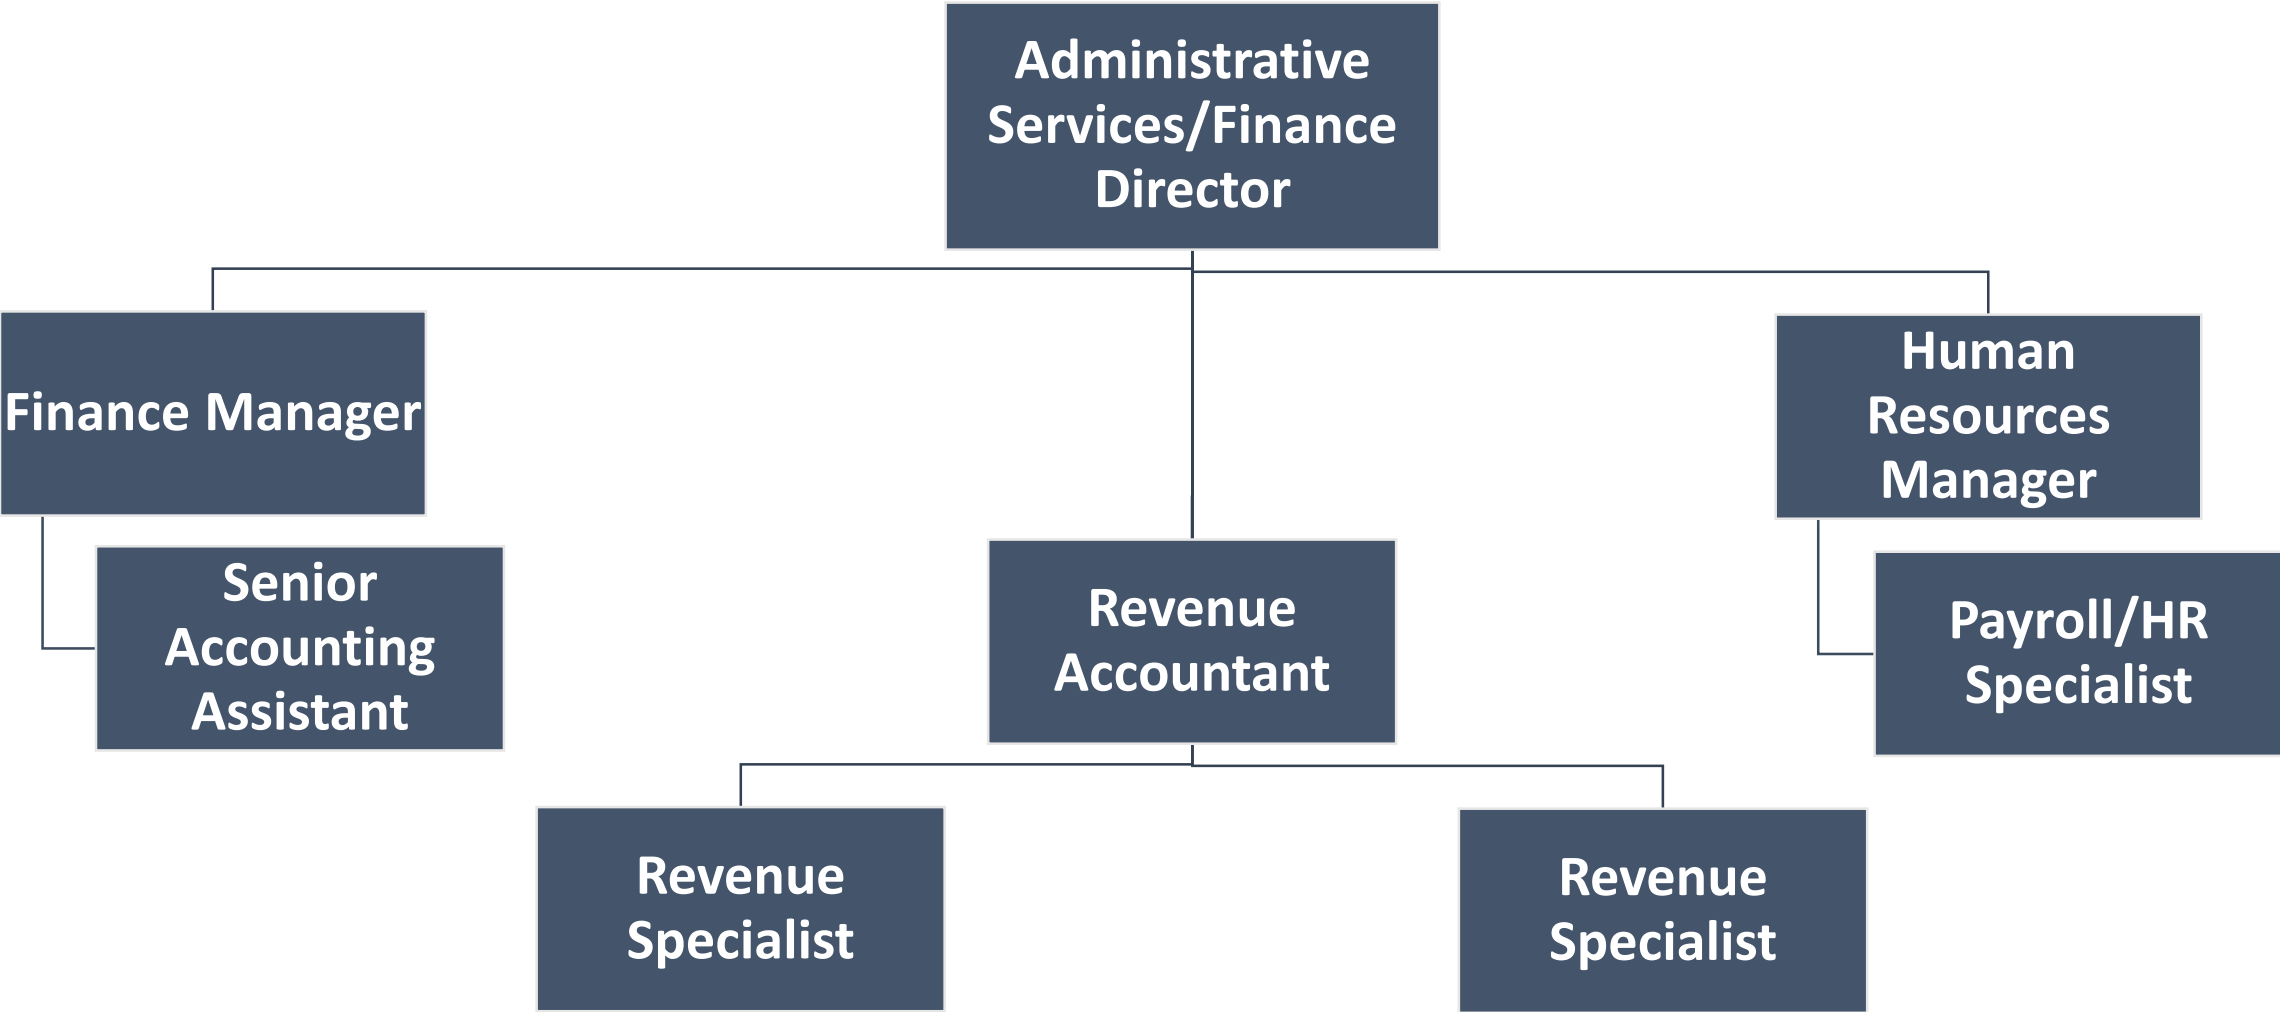 Administrative
Services/Finance
Director
Finance Manager
Human
Resources
Manager
Senior
Accounting
Assistant
Revenue
Accountant
Payroll/HR
Specialist
Revenue
Specialist
Revenue
Specialist